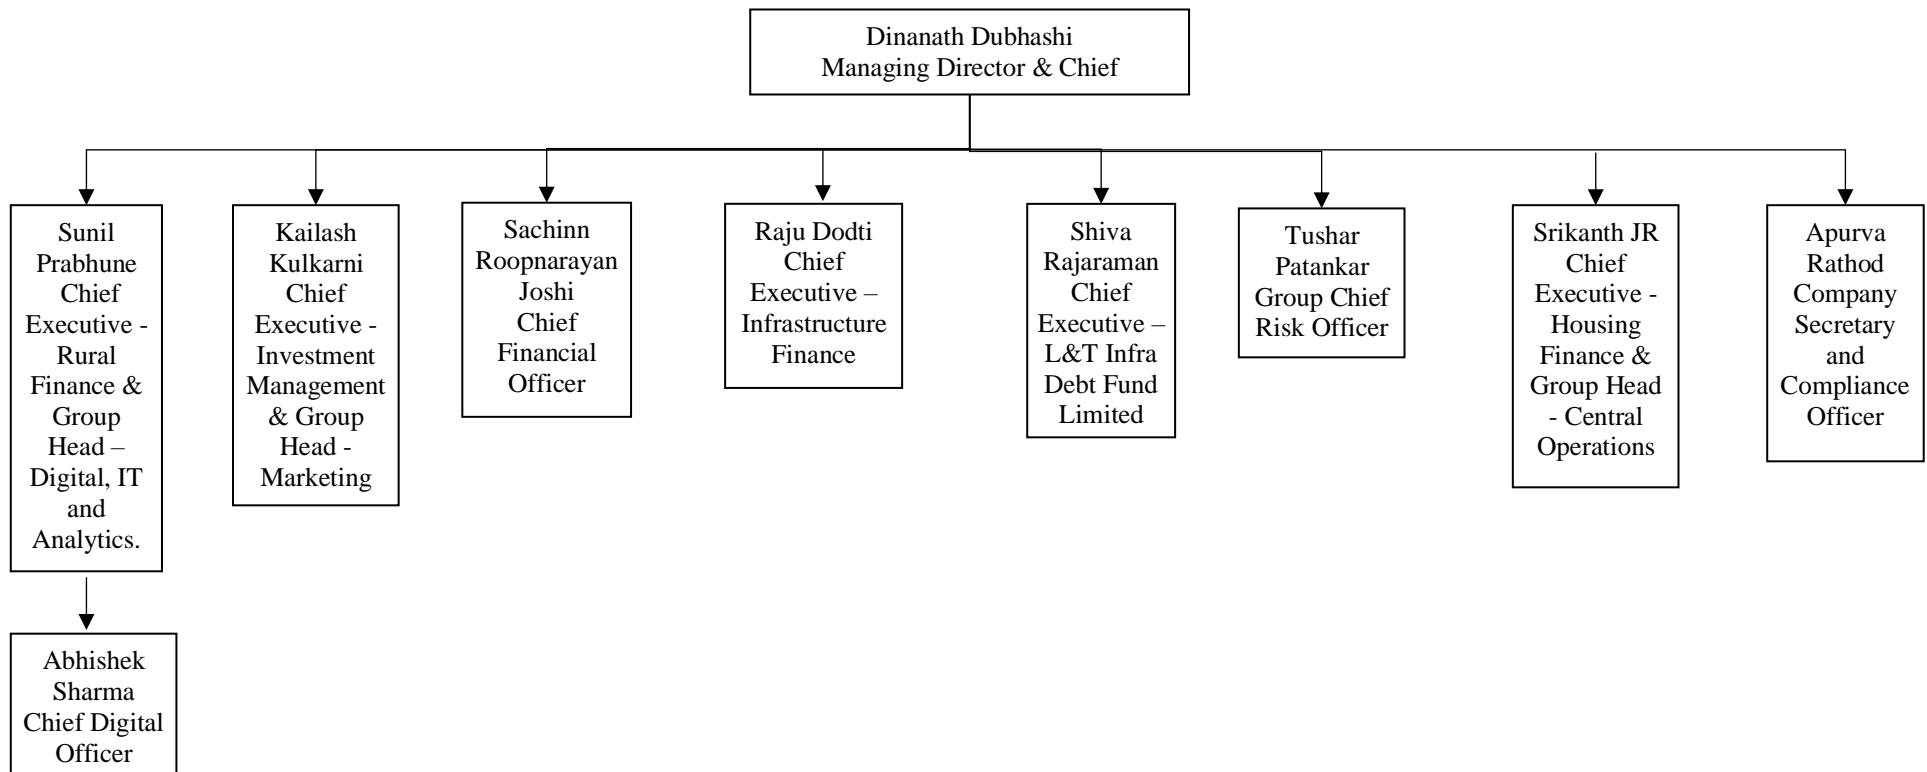 Dinanath Dubhashi
Managing Director & Chief
Sunil
Prabhune
Chief
Executive -
Rural
Finance &
Group
Head –
Digital, IT
and
Analytics.
Kailash
Kulkarni
Chief
Executive -
Investment
Management
& Group
Head -
Marketing
Sachinn
Roopnarayan
Joshi
Chief
Financial
Officer
Raju Dodti
Chief
Executive –
Infrastructure
Finance
Shiva
Rajaraman
Chief
Executive –
L&T Infra
Debt Fund
Limited
Tushar
Patankar
Group Chief
Risk Officer
Srikanth JR
Chief
Executive -
Housing
Finance &
Group Head
- Central
Operations
Apurva
Rathod
Company
Secretary
and
Compliance
Officer
Abhishek
Sharma
Chief Digital
Officer